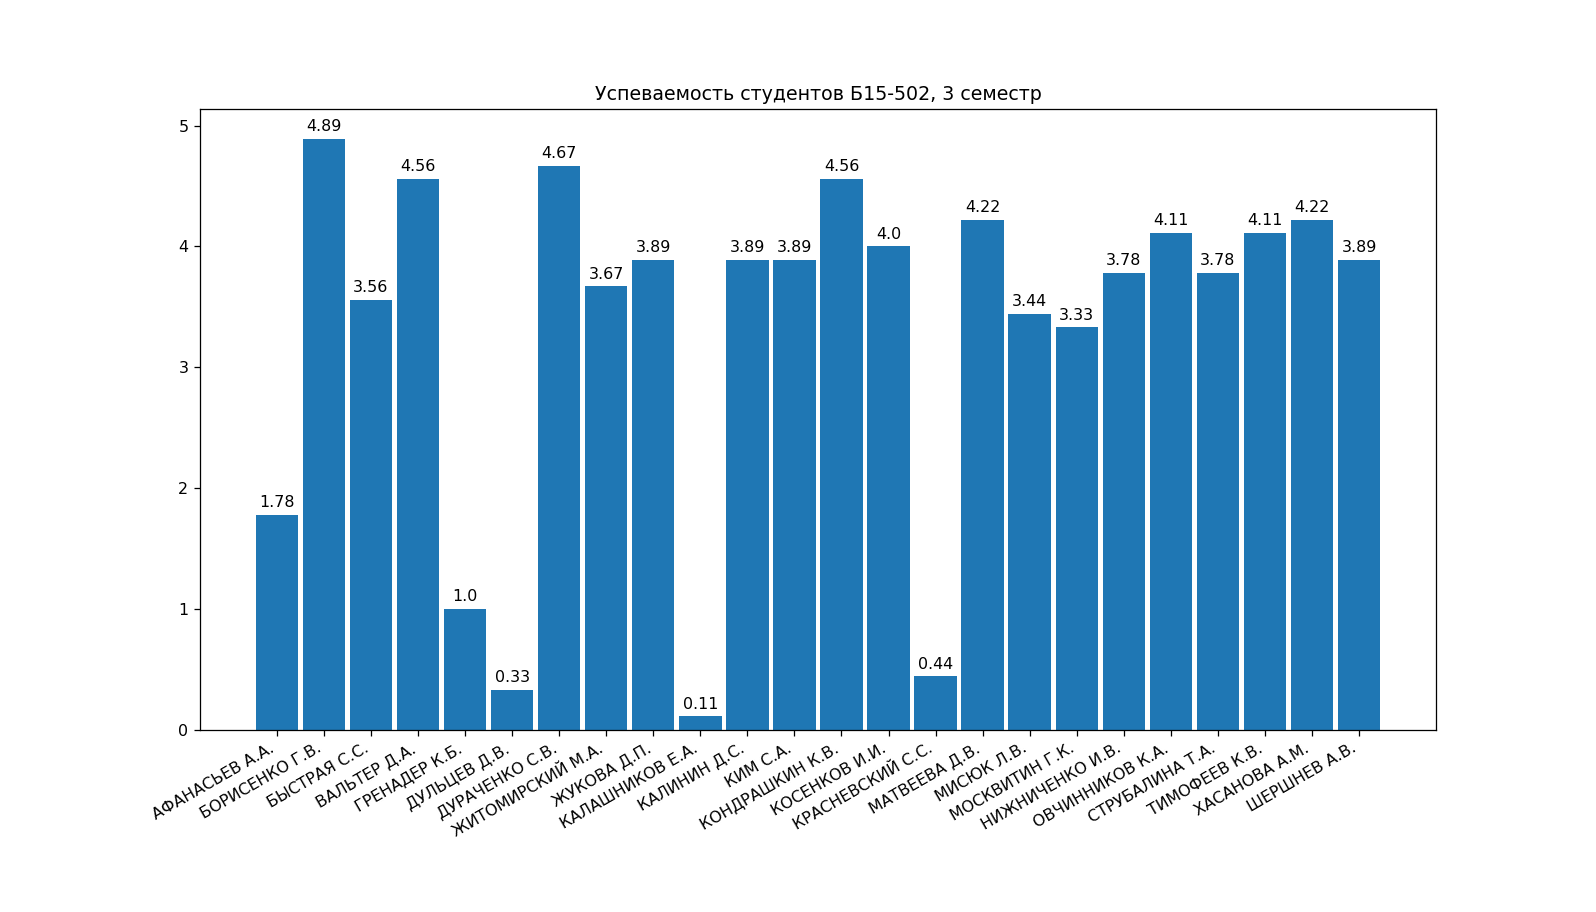 Успеваемость студентов Б15-502, 3 семестр
5
4
3
2
1
0
1.78
4.89
3.56
4.56
1.0
0.33
4.67
3.67
3.89
0.11
3.89
3.89
4.56
4.0
0.44
4.22
3.44
3.33
3.78
4.11
3.78
4.11
4.22
3.89
АФАНАСЬЕВ А.А.
БОРИСЕНКО Г.В.
БЫСТРАЯ С.С.
ВАЛЬТЕР Д.А.
ГРЕНАДЕР К.Б.
ДУЛЬЦЕВ Д.В.
ДУРАЧЕНКО С.В.
ЖИТОМИРСКИЙ М.А.
ЖУКОВА Д.П.
КАЛАШНИКОВ Е.А.
КАЛИНИН Д.С.
КИМ С.А.
КОНДРАШКИН К.В.
КОСЕНКОВ И.И.
КРАСНЕВСКИЙ С.С.
МАТВЕЕВА Д.В.
МИСЮК Л.В.
МОСКВИТИН Г.К.
НИЖНИЧЕНКО И.В.
ОВЧИННИКОВ К.А.
СТРУБАЛИНА Т.А.
ТИМОФЕЕВ К.В.
ХАСАНОВА А.М.
ШЕРШНЕВ А.В.